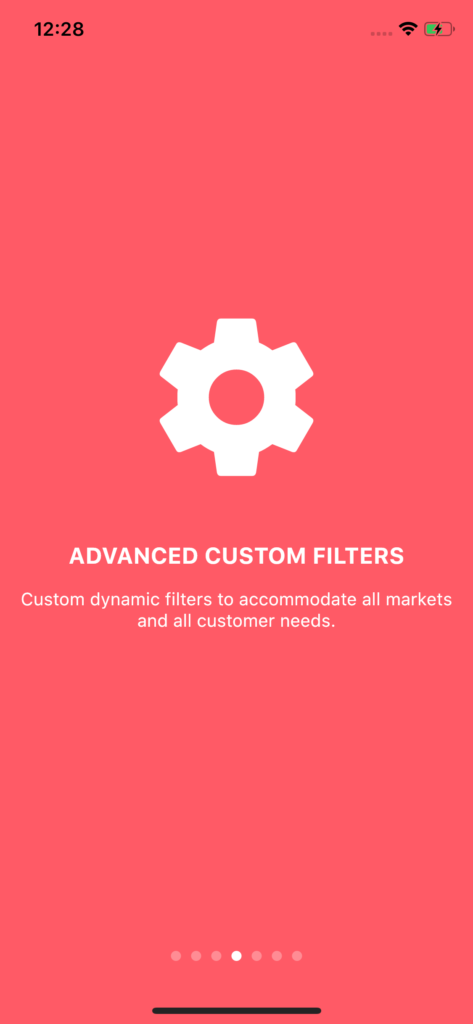 12:28
ADVANCED CUSTOM FILTERS
Custom dynamic filters to accommodate all markets
and all customer needs.